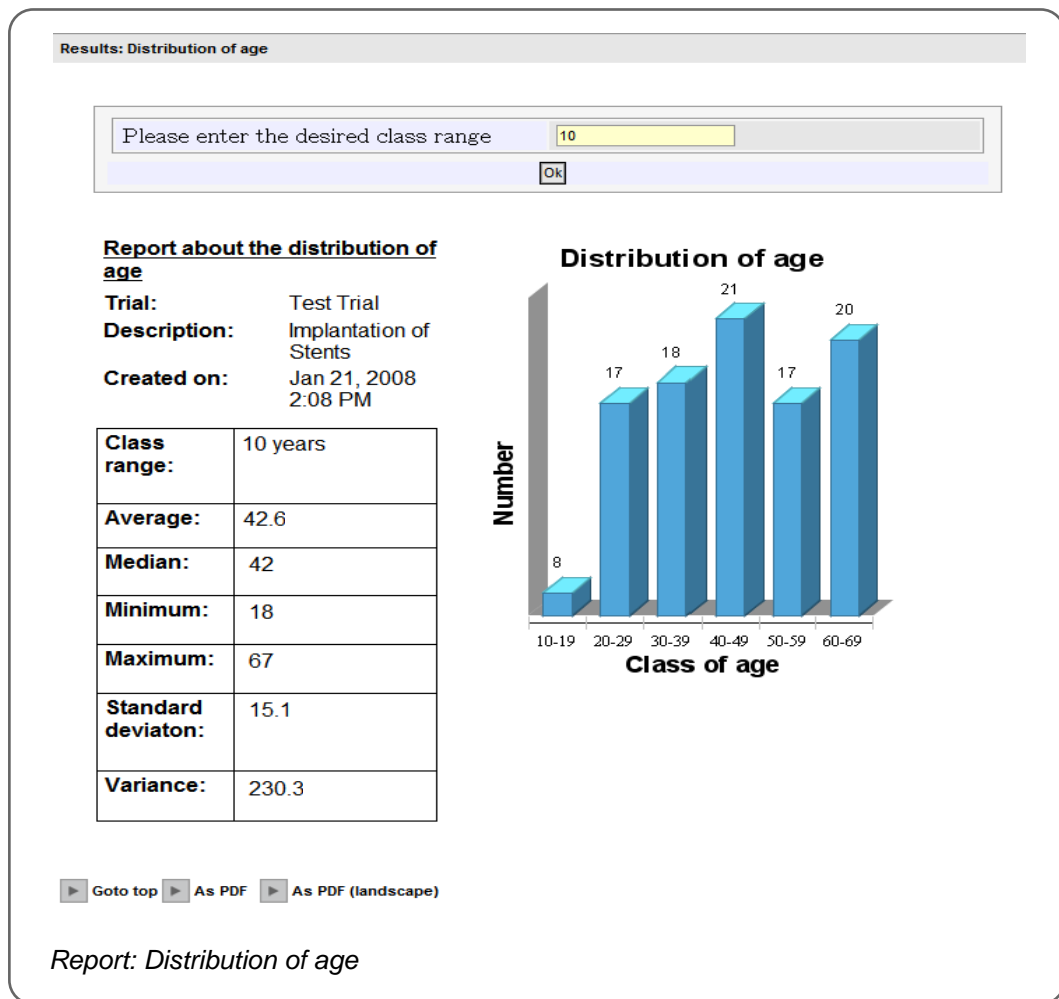 Results: Distribution of age
Please enter the desired class range 10
Ok
Report about the distribution of
age
Trial: Test Trial
Description: Implantation of
Stents
Created on: Jan 21, 2008
2:08 PM
Class
range: 10 years
Average: 42.6
Median: 42
Minimum: 18
Maximum: 67
Standard
deviaton: 15.1
Variance: 230.3
Distribution of age
Number
8
17
18
21
17
20
10-19 20-29 30-39 40-49 50-59 60-69
Class of age
Goto top As PDF As PDF (landscape)
Report: Distribution of age